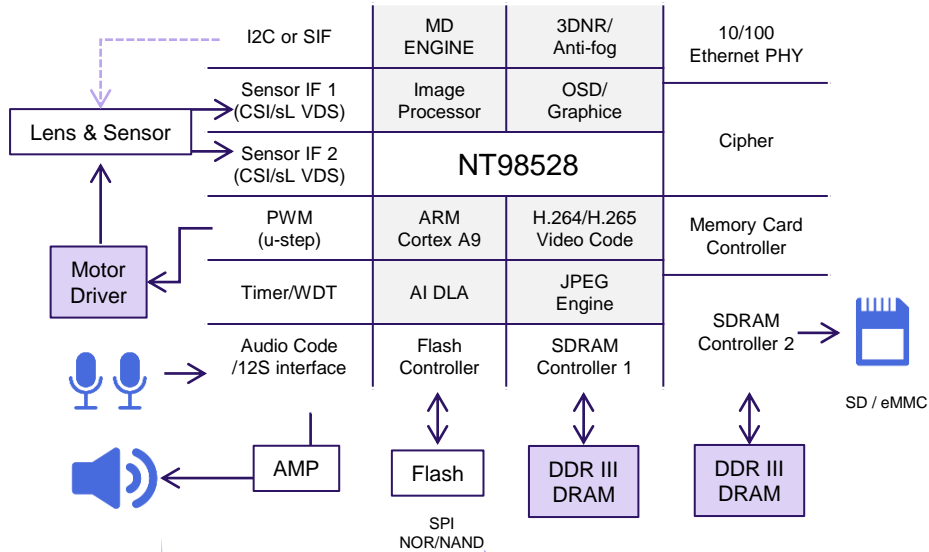 I2C or SIF
MD
ENGINE
3DNR/
Anti-fog
10/100
Ethernet PHY
Lens & Sensor
Sensor IF 1
(CSI/sL VDS)
Image
Processor
OSD/
Graphice
Cipher
Sensor IF 2
(CSI/sL VDS)
NT98528
Motor
Driver
PWM
(u-step)
ARM
Cortex A9
H.264/H.265
Video Code
Memory Card
Controller
Timer/WDT
AI DLA
JPEG
Engine
SDRAM
Controller 2
Audio Code
/12S interface
Flash
Controller
SDRAM
Controller 1
SD / eMMC
AMP
Flash
DDR III
DRAM
DDR III
DRAM
SPI
NOR/NAND